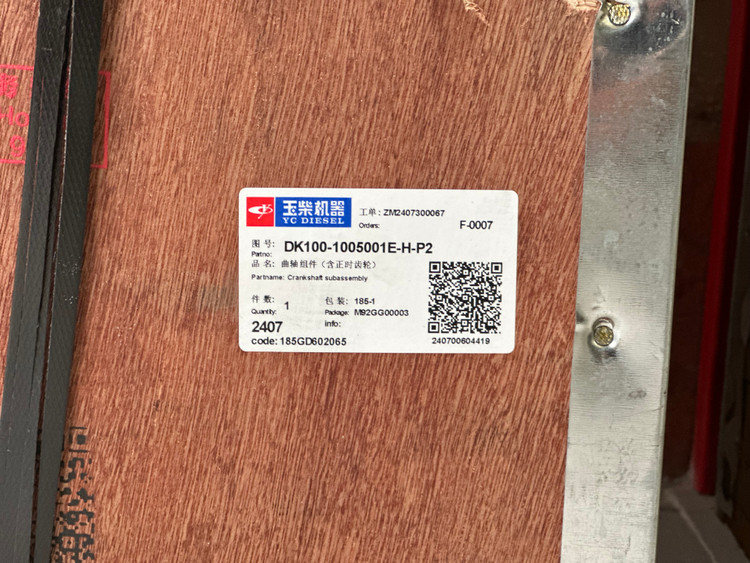 玉柴机器
YC DIESEL
工单: ZM2407300067
Orders:
F-0007
图 号: DK100-1005001E-H-P2
Patno:
品 名: 曲轴组件（含正时齿轮）
Partname: Crankshaft subassembly
件 数: 1
Quantity:
包 装: 185-1
Package: M92GG00003
info:
2407
code: 185GD602065
240700604419